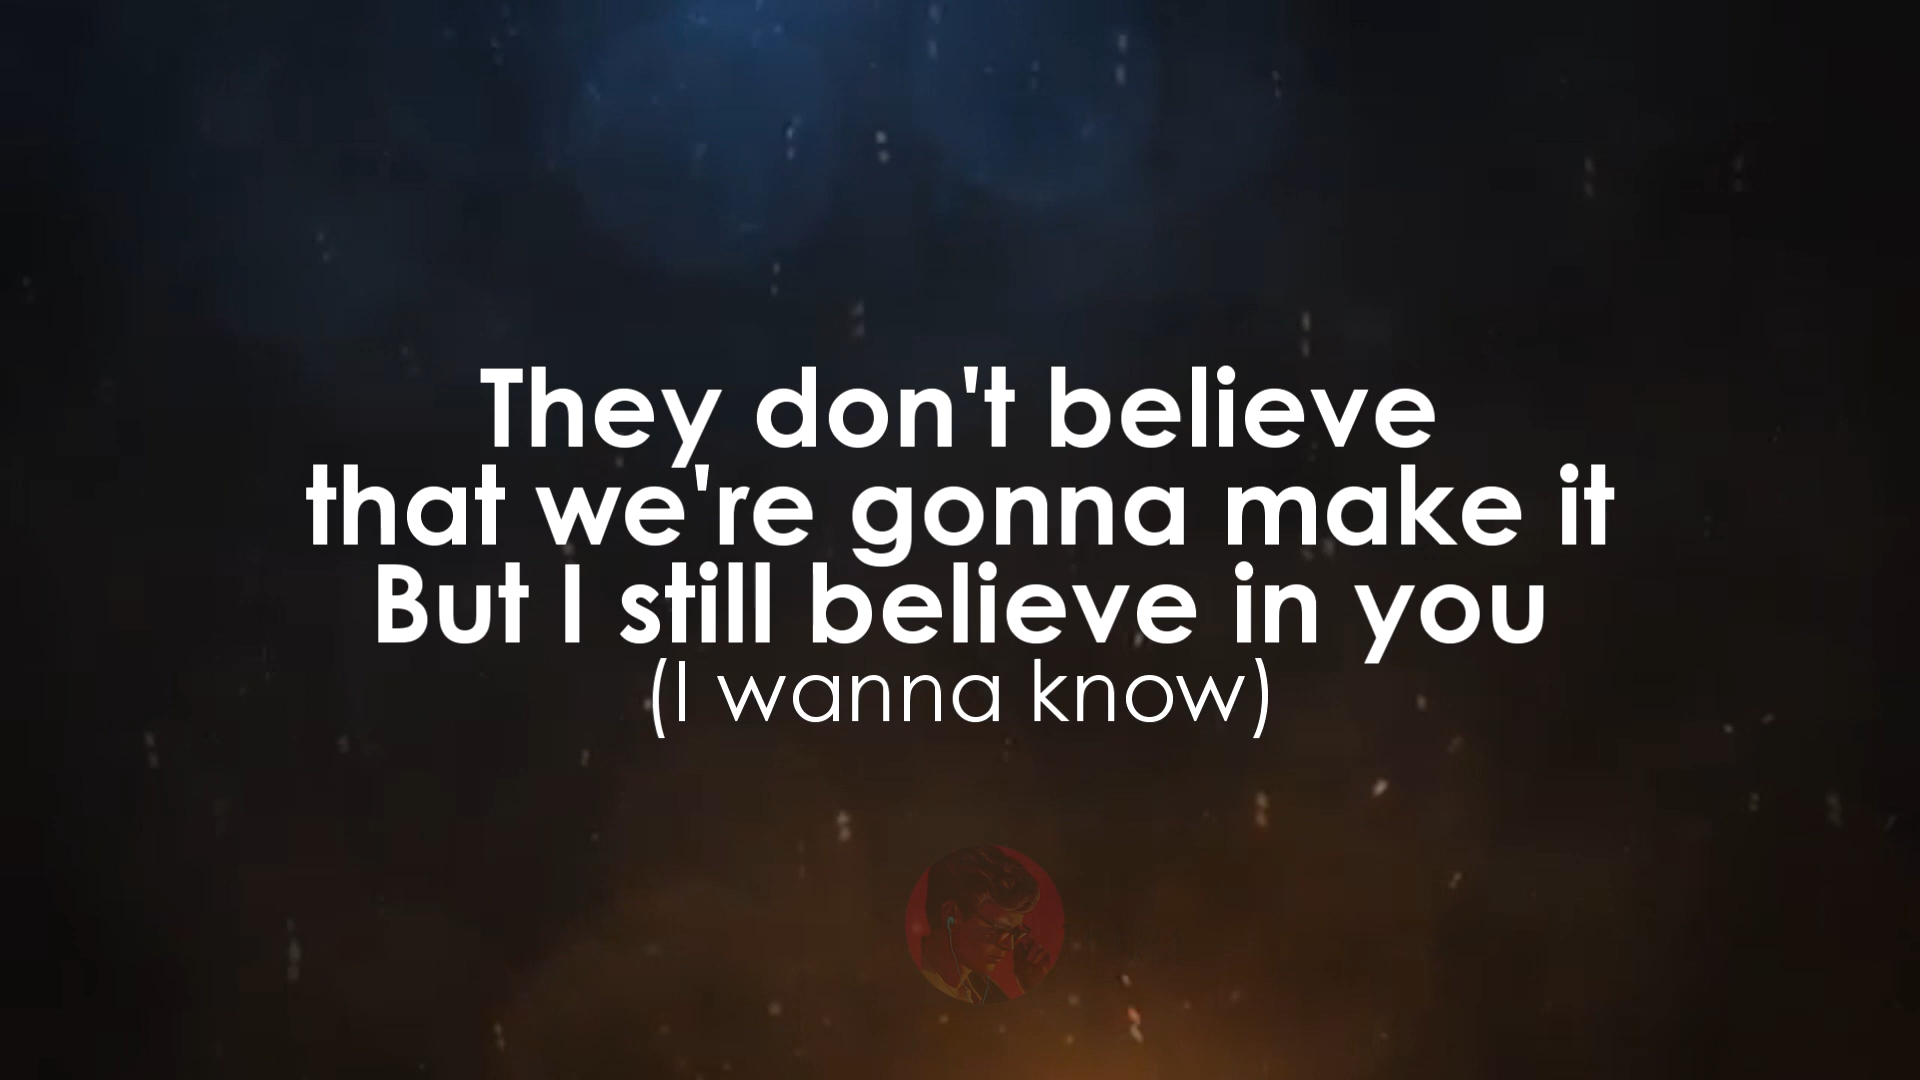 They don't believe
that we're gonna make it
But I still believe in you
(I wanna know)